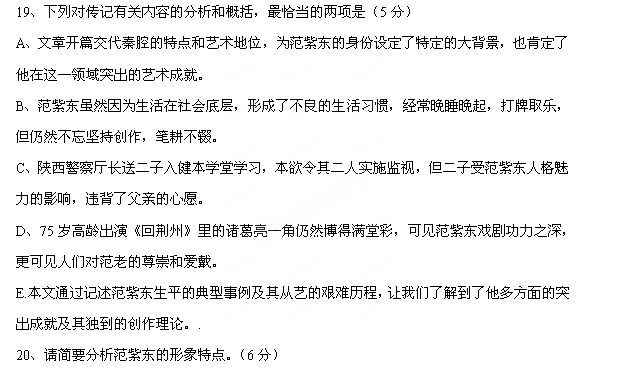 19、下列对传记有关内容的分析和概括，最恰当的两项是（5 分）
A、文章开篇交代秦腔的特点和艺术地位，为范紫东的身份设定了特定的大背景，也肯定了
他在这一领域突出的艺术成就。
B、范紫东虽然因为生活在社会底层，形成了不良的生活习惯，经常晚睡晚起，打牌取乐，
但仍然不忘坚持创作，笔耕不辍。
C、陕西警察厅长送二子入健本学堂学习，本欲令其二人实施监视，但二子受范紫东人格魅
力的影响，违背了父亲的心愿。
D、75 岁高龄出演《回荆州》里的诸葛亮一角仍然博得满堂彩，可见范紫东戏剧功力之深，
更可见人们对范老的尊崇和爱戴。
E.本文通过记述范紫东生平的典型事例及其从艺的艰难历程，让我们了解到了他多方面的突
出成就及其独到的创作理论。.
20、请简要分析范紫东的形象特点。（6 分）